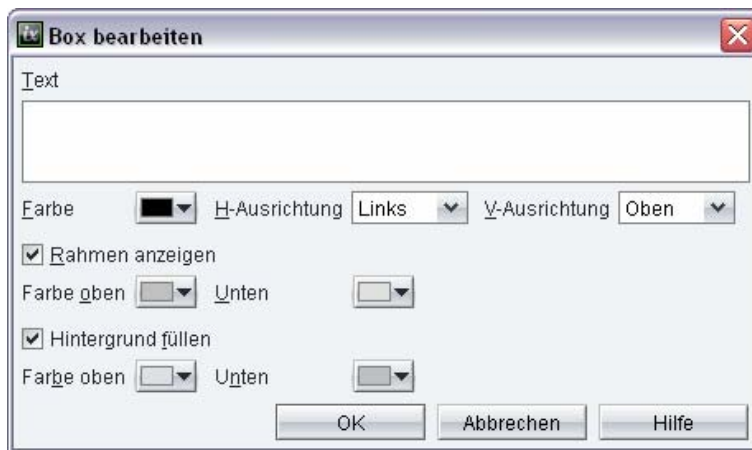 Box bearbeiten
Text
Farbe H-Ausrichtung Links V-Ausrichtung Oben
Rahmen anzeigen
Farbe oben Unten
Hintergrund füllen
Farbe oben Unten
OK Abbrechen Hilfe